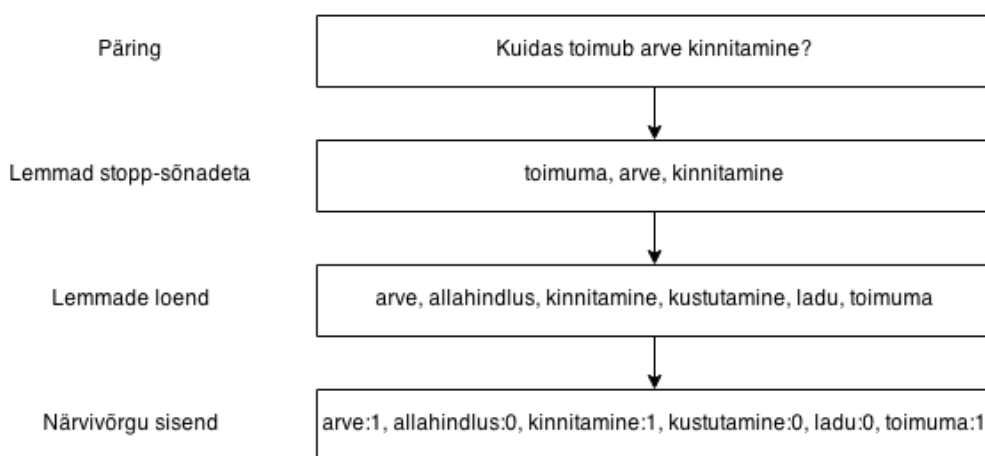 Päring
Kuidas toimub arve kinnitamine?
Lemmad stopp-sõnadeta
toimuma, arve, kinnitamine
Lemmade loend
arve, allahindlus, kinnitamine, kustutamine, ladu, toimuma
Närvivõrgu sisend
arve:1, allahindlus:0, kinnitamine:1, kustutamine:0, ladu:0, toimuma:1